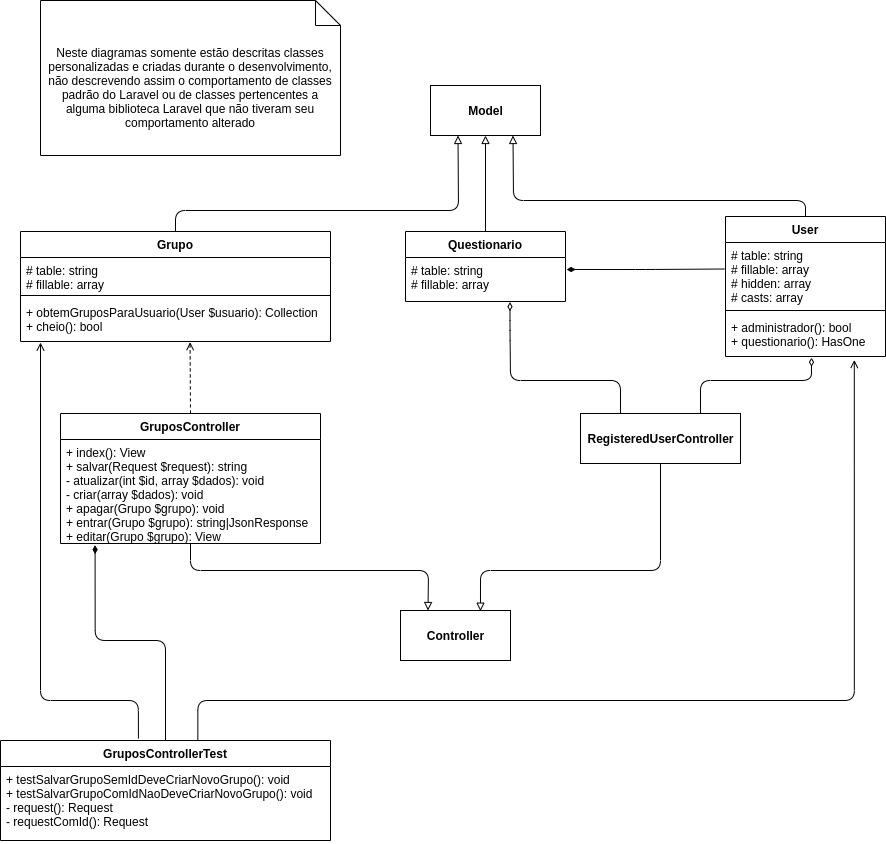 Neste diagramas somente estão descritas classes
personalizadas e criadas durante o desenvolvimento,
não descrevendo assim o comportamento de classes
padrão do Laravel ou de classes pertencentes a
alguma biblioteca Laravel que não tiveram seu
comportamento alterado
Model
Grupo
# table: string
# fillable: array
+ obtemGruposParaUsuario(User $usuario): Collection
+ cheio(): bool
Questionario
# table: string
# fillable: array
User
# table: string
# fillable: array
# hidden: array
# casts: array
+ administrador(): bool
+ questionario(): HasOne
GruposController
+ index(): View
+ salvar(Request $request): string
- atualizar(int $id, array $dados): void
- criar(array $dados): void
+ apagar(Grupo $grupo): void
+ entrar(Grupo $grupo): string|JsonResponse
+ editar(Grupo $grupo): View
RegisteredUserController
Controller
GruposControllerTest
+ testSalvarGrupoSemIdDeveCriarNovoGrupo(): void
+ testSalvarGrupoComIdNaoDeveCriarNovoGrupo(): void
- request(): Request
- requestComId(): Request